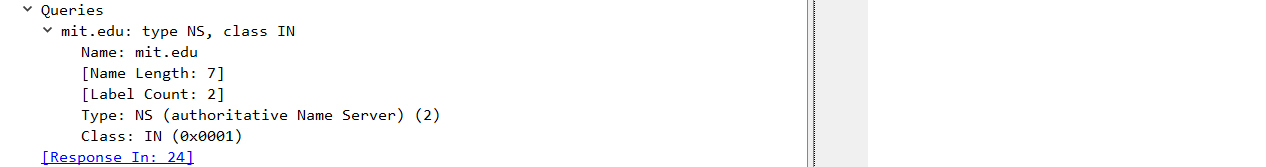 Queries
mit.edu: type NS, class IN
Name: mit.edu
[Name Length: 7]
[Label Count: 2]
Type: NS (authoritative Name Server) (2)
Class: IN (0x0001)
[Response In: 24]